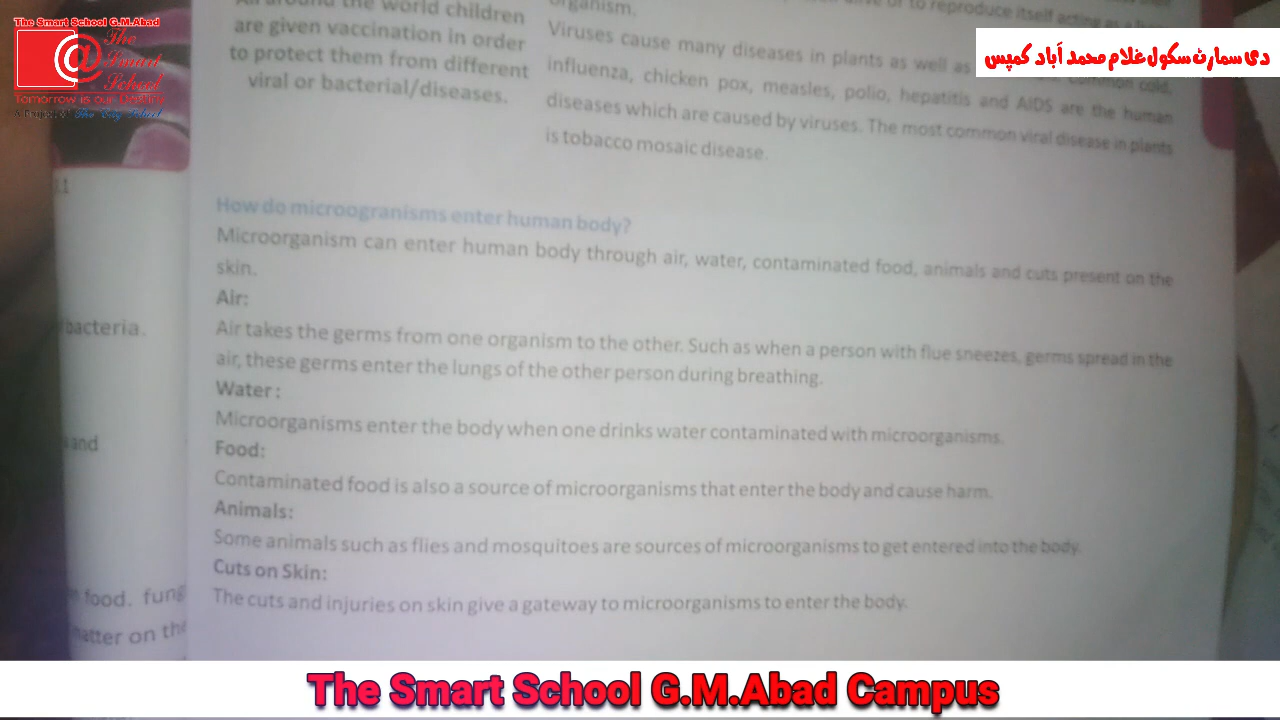 The Smart School G.M.Abad
The
Smart
School
Tomorrow is our Destiny
دی سمارٹ سکول غلام محمد آباد کمپس
the world children
are given vaccination in order
to protect them from different
viral or bacterial/diseases.
organism.
Viruses cause many diseases in plants as well as
influenza, chicken pox, measles, polio, hepatitis and AIDS are the human
diseases which are caused by viruses. The most common viral disease in plants
is tobacco mosaic disease.
How do microogranisms enter human body?
Microorganism can enter human body through air, water, contaminated food, animals and cuts present on the
skin.
Air:
Air takes the germs from one organism to the other. Such as when a person with flue sneezes, germs spread in the
air, these germs enter the lungs of the other person during breathing.
Water :
Microorganisms enter the body when one drinks water contaminated with microorganisms.
Food:
Contaminated food is also a source of microorganisms that enter the body and cause harm.
Animals:
Some animals such as flies and mosquitoes are sources of microorganisms to get entered into the body.
Cuts on Skin:
The cuts and injuries on skin give a gateway to microorganisms to enter the body.
bacteria.
and
food. fung
matter on the
The Smart School G.M.Abad Campus